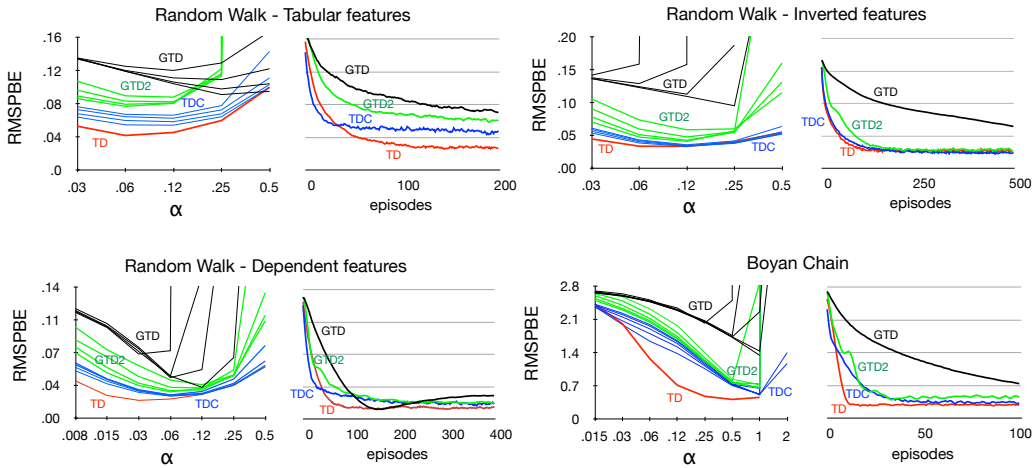 Random Walk - Tabular features
RMSPBE
.16
.12
.08
.04
.00
GTD
GTD2
TDC
TD
.03 .06 .12 .25 0.5
α
GTD
GTD2
TDC
TD
0 100 200
episodes
Random Walk - Inverted features
RMSPBE
.20
.15
.10
.05
.00
GTD
GTD2
TD
TDC
.03 .06 .12 .25 0.5
α
GTD
GTD2
TDC
TD
0 250 500
episodes
Random Walk - Dependent features
RMSPBE
.14
.11
.07
.04
.00
GTD
GTD2
TD
TDC
.008 .015 .03 .06 .12 .25 0.5
α
GTD
GTD2
TDC
TD
0 100 200 300 400
episodes
Boyan Chain
RMSPBE
2.8
2.1
1.4
0.7
0
GTD
GTD2
TDC
TD
.015 .03 .06 .12 .25 0.5 1 2
α
GTD
GTD2
TDC
TD
0 50 100
episodes